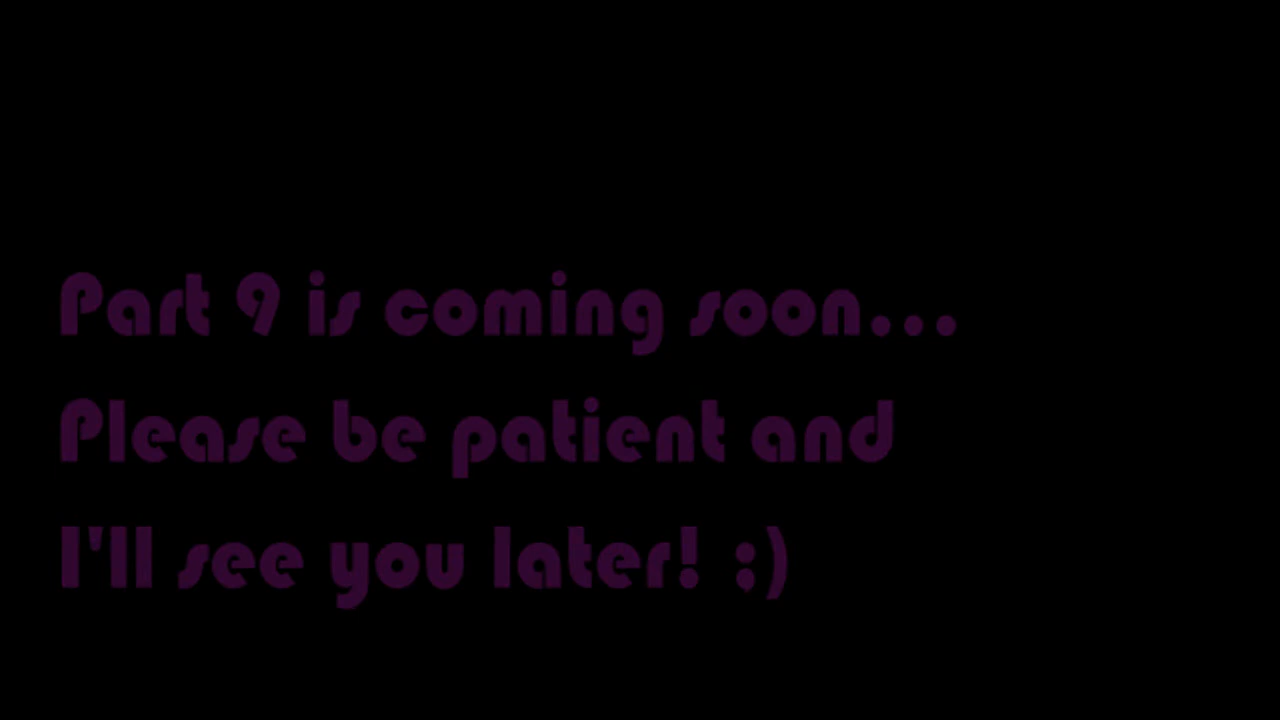 Part 9 is coming soon...
Please be patient and
I'll see you later! :)